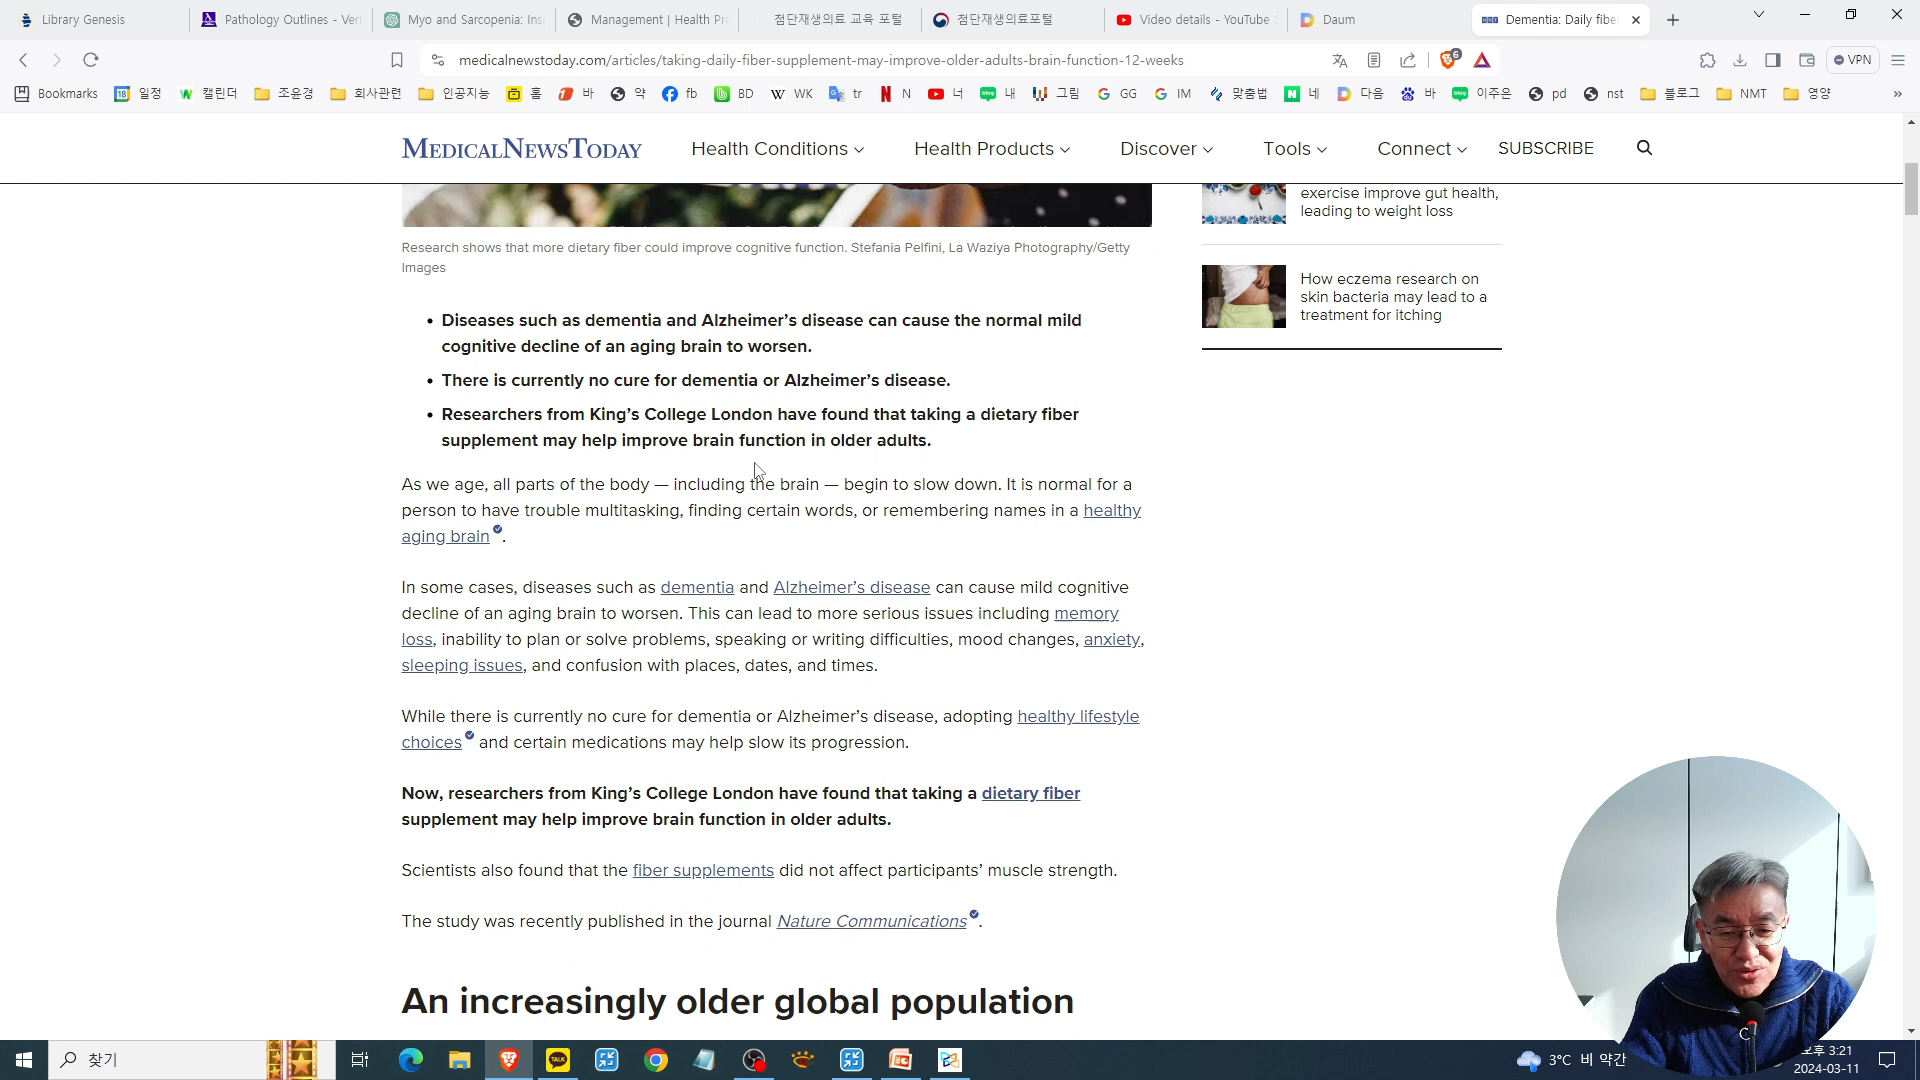 Library Genesis
Pathology Outlines - Ver
Myo and Sarcopenia: Ins
Management | Health Pr
첨단재생의료 교육 포털
첨단재생의료포털
Video details - YouTube S
Daum
Dementia: Daily fibe
medicalnewstoday.com/articles/taking-daily-fiber-supplement-may-improve-older-adults-brain-function-12-weeks
6
VPN
Bookmarks
18 일정
캘린더
조윤경
회사관련
인공지능
홈
바
약
fb
BD
WK
tr
N
너
내
그림
GG
IM
맞춤법
네
다음
바
이주은
pd
nst
블로그
NMT
영양
MEDICALNEWSTODAY
Health Conditions
Health Products
Discover
Tools
Connect
SUBSCRIBE
exercise improve gut health,
leading to weight loss
Research shows that more dietary fiber could improve cognitive function. Stefania Pelfini, La Waziya Photography/Getty
Images
How eczema research on
skin bacteria may lead to a
treatment for itching
• Diseases such as dementia and Alzheimer’s disease can cause the normal mild
cognitive decline of an aging brain to worsen.
• There is currently no cure for dementia or Alzheimer’s disease.
• Researchers from King’s College London have found that taking a dietary fiber
supplement may help improve brain function in older adults.
As we age, all parts of the body — including the brain — begin to slow down. It is normal for a
person to have trouble multitasking, finding certain words, or remembering names in a healthy
aging brain.
In some cases, diseases such as dementia and Alzheimer’s disease can cause mild cognitive
decline of an aging brain to worsen. This can lead to more serious issues including memory
loss, inability to plan or solve problems, speaking or writing difficulties, mood changes, anxiety,
sleeping issues, and confusion with places, dates, and times.
While there is currently no cure for dementia or Alzheimer’s disease, adopting healthy lifestyle
choices and certain medications may help slow its progression.
Now, researchers from King’s College London have found that taking a dietary fiber
supplement may help improve brain function in older adults.
Scientists also found that the fiber supplements did not affect participants’ muscle strength.
The study was recently published in the journal Nature Communications.
An increasingly older global population
찾기
TALK
3°C 비 약간
오후 3:21
2024-03-11